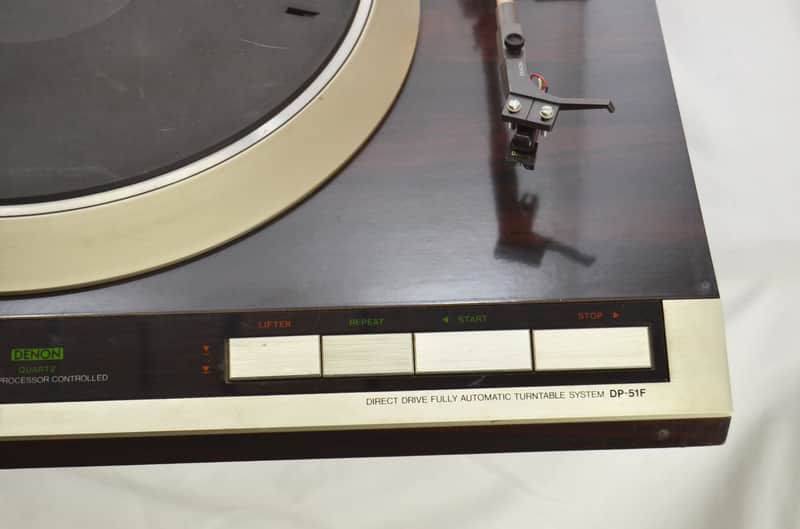 LIFTER REPEAT ◄ START STOP ►
DENON
QUARTZ
PROCESSOR CONTROLLED
DIRECT DRIVE FULLY AUTOMATIC TURNTABLE SYSTEM DP-51F